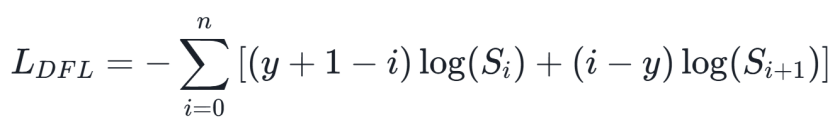 L_{DFL} = -\sum_{i=0}^{n} [(y + 1 - i) \log(S_i) + (i - y) \log(S_{i+1})]